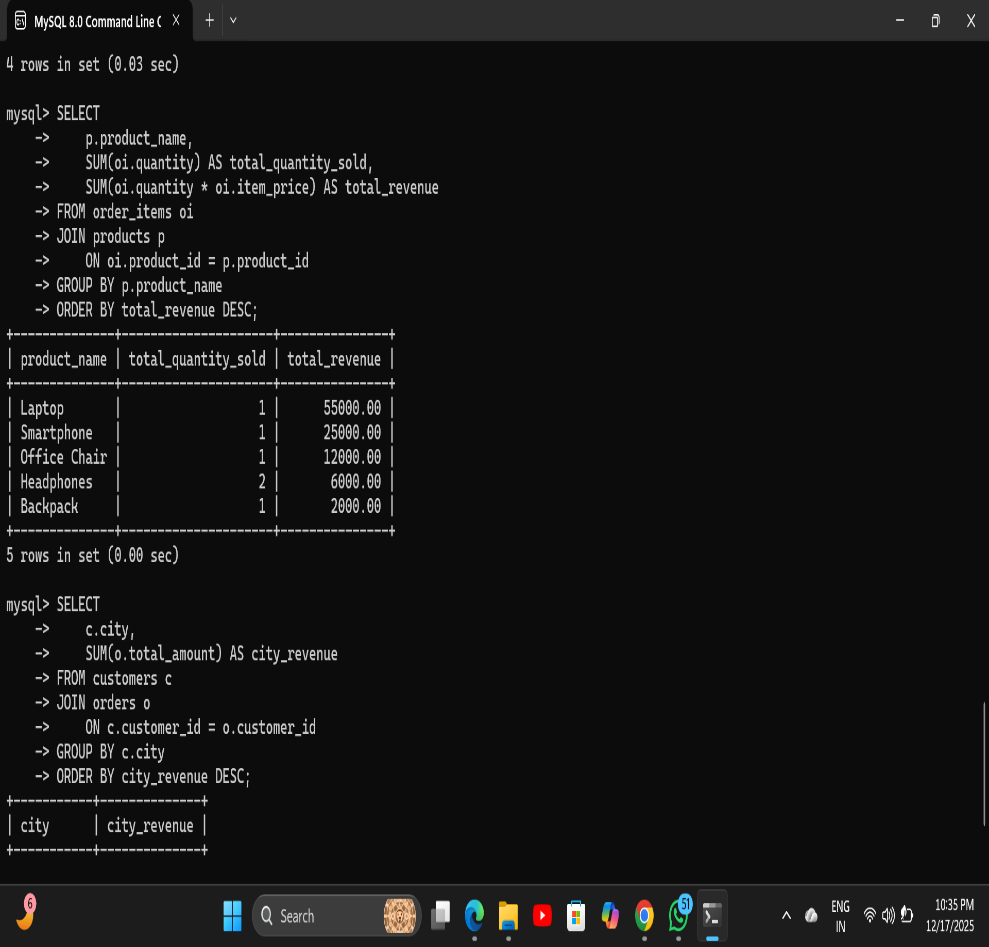 MySQL 8.0 Command Line C
4 rows in set (0.03 sec)
mysql> SELECT
    ->     p.product_name,
    ->     SUM(oi.quantity) AS total_quantity_sold,
    ->     SUM(oi.quantity * oi.item_price) AS total_revenue
    -> FROM order_items oi
    -> JOIN products p
    ->     ON oi.product_id = p.product_id
    -> GROUP BY p.product_name
    -> ORDER BY total_revenue DESC;
+--------------+---------------------+---------------+
| product_name | total_quantity_sold | total_revenue |
+--------------+---------------------+---------------+
| Laptop       |                   1 |      55000.00 |
| Smartphone   |                   1 |      25000.00 |
| Office Chair |                   1 |      12000.00 |
| Headphones   |                   2 |       6000.00 |
| Backpack     |                   1 |       2000.00 |
+--------------+---------------------+---------------+
5 rows in set (0.00 sec)
mysql> SELECT
    ->     c.city,
    ->     SUM(o.total_amount) AS city_revenue
    -> FROM customers c
    -> JOIN orders o
    ->     ON c.customer_id = o.customer_id
    -> GROUP BY c.city
    -> ORDER BY city_revenue DESC;
+-----------+--------------+
| city      | city_revenue |
+-----------+--------------+
6
Search
51
ENG
IN
10:35 PM
12/17/2025